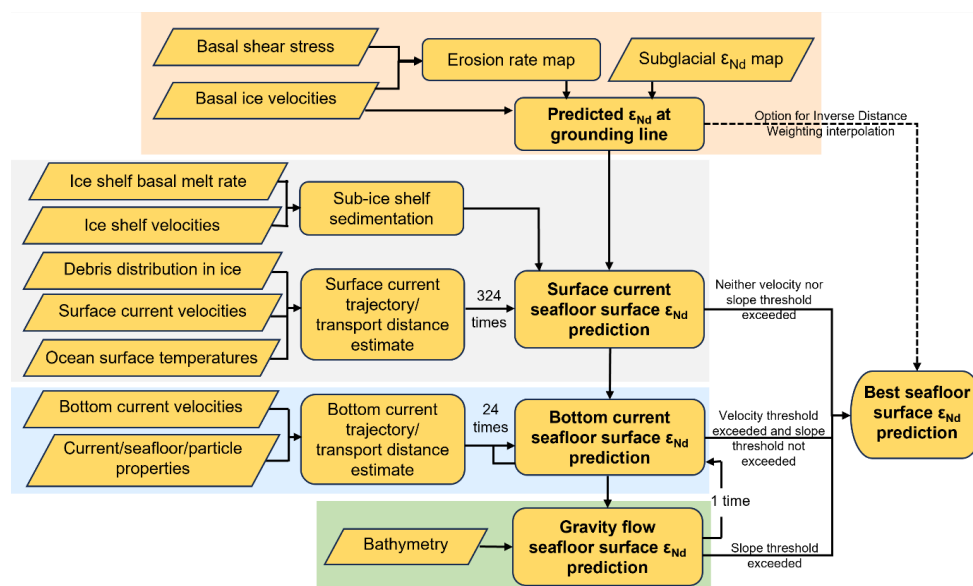 Basal shear stress
Basal ice velocities
Erosion rate map
Subglacial εNd map
Predicted εNd at
grounding line
Option for Inverse Distance
Weighting interpolation
Ice shelf basal melt rate
Ice shelf velocities
Sub-ice shelf
sedimentation
Debris distribution in ice
Surface current velocities
Ocean surface temperatures
Surface current
trajectory/
transport distance
estimate
324
times
Surface current
seafloor surface εNd
prediction
Neither velocity nor
slope threshold
exceeded
Bottom current velocities
Current/seafloor/particle
properties
Bottom current
trajectory/
transport distance
estimate
24
times
Bottom current
seafloor surface εNd
prediction
Velocity threshold
exceeded and slope
threshold not
exceeded
Best seafloor
surface εNd
prediction
1 time
Bathymetry
Gravity flow
seafloor surface εNd
prediction
Slope threshold
exceeded